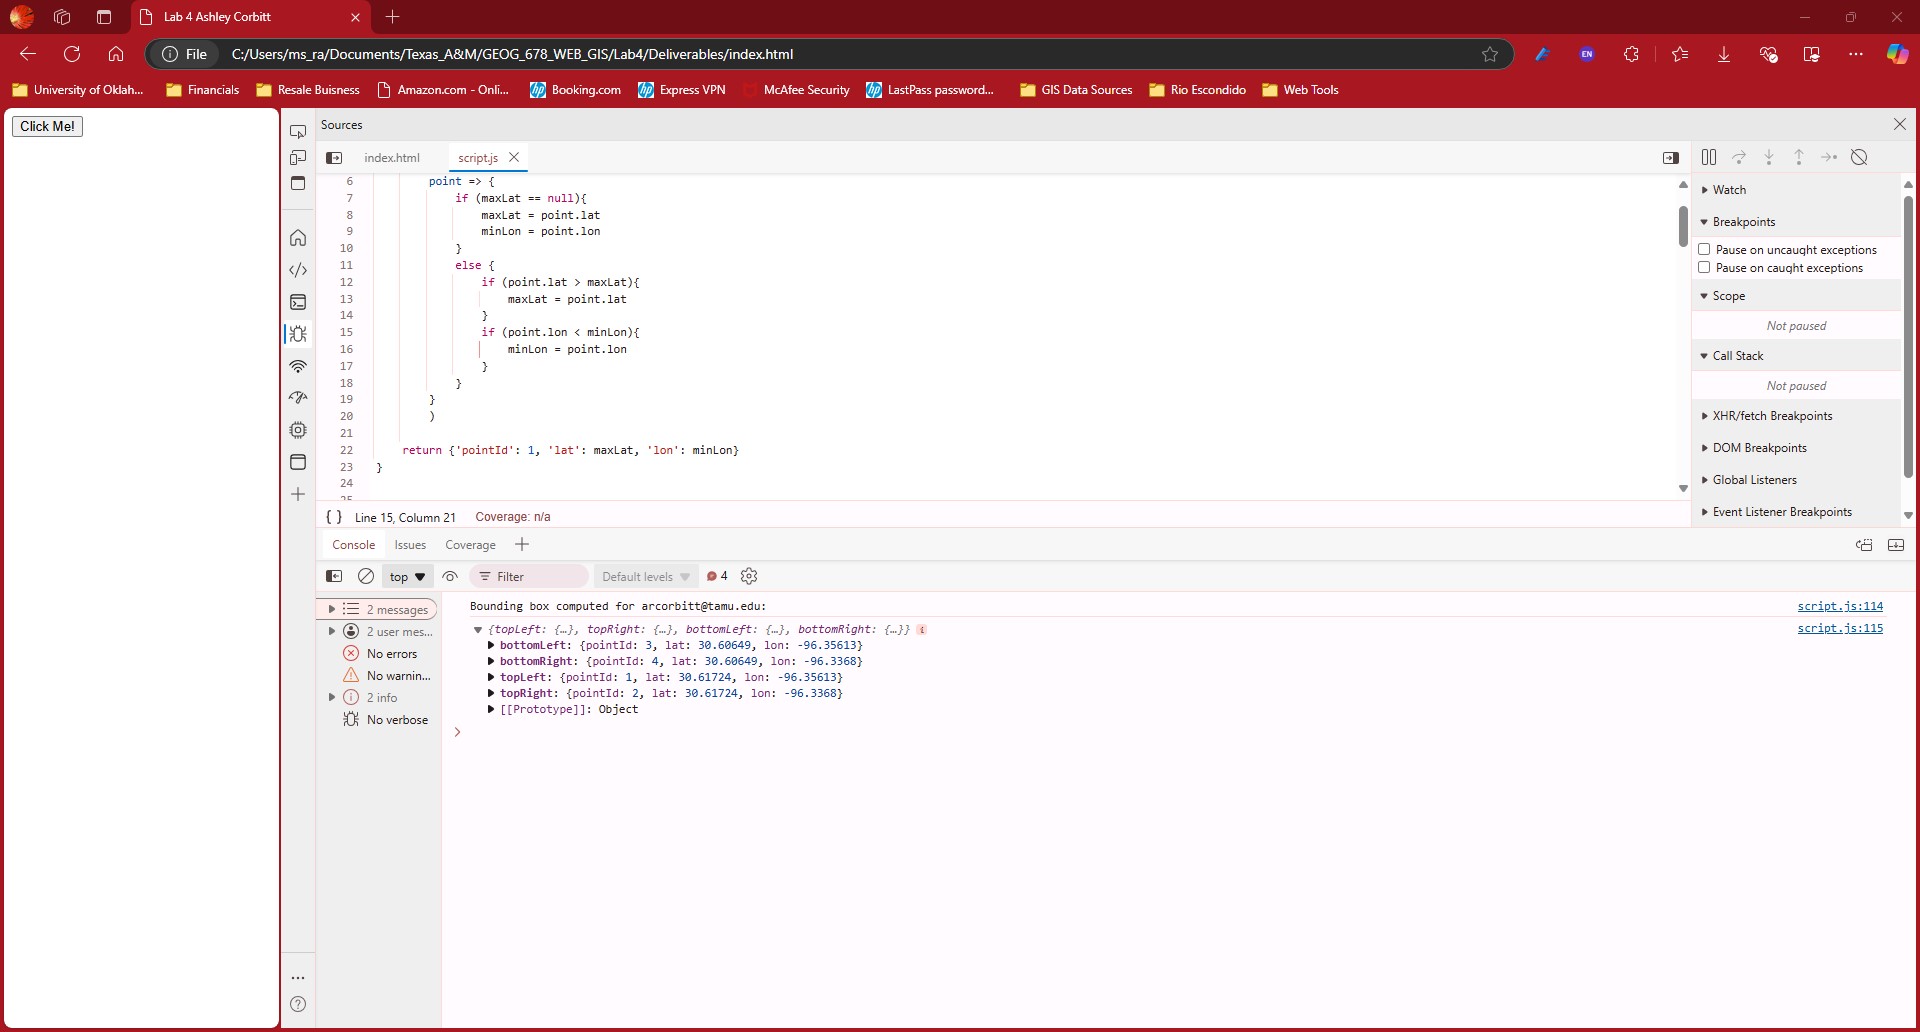 Lab 4 Ashley Corbitt
File C:/Users/ms_ra/Documents/Texas_A&M/GEOG_678_WEB_GIS/Lab4/Deliverables/index.html EN
University of Oklah... Financials Resale Buisness Amazon.com - Onli... hp Booking.com hp Express VPN McAfee Security hp LastPass password... GIS Data Sources Rio Escondido Web Tools
Click Me!
Sources
index.html script.js
6 point => {
7 if (maxLat == null){
8 maxLat = point.lat
9 minLon = point.lon
10 }
11 else {
12 if (point.lat > maxLat){
13 maxLat = point.lat
14 }
15 if (point.lon < minLon){
16 minLon = point.lon
17 }
18 }
19 }
20 )
21
22 return {'pointId': 1, 'lat': maxLat, 'lon': minLon}
23 }
24
25
{ } Line 15, Column 21 Coverage: n/a
Watch
Breakpoints
Pause on uncaught exceptions
Pause on caught exceptions
Scope
Not paused
Call Stack
Not paused
XHR/fetch Breakpoints
DOM Breakpoints
Global Listeners
Event Listener Breakpoints
Console Issues Coverage
top Filter Default levels 4
2 messages
2 user mes...
No errors
No warnin...
2 info
No verbose
Bounding box computed for arcorbitt@tamu.edu: script.js:114
{topLeft: {…}, topRight: {…}, bottomLeft: {…}, bottomRight: {…}} i script.js:115
bottomLeft: {pointId: 3, lat: 30.60649, lon: -96.35613}
bottomRight: {pointId: 4, lat: 30.60649, lon: -96.3368}
topLeft: {pointId: 1, lat: 30.61724, lon: -96.35613}
topRight: {pointId: 2, lat: 30.61724, lon: -96.3368}
[[Prototype]]: Object